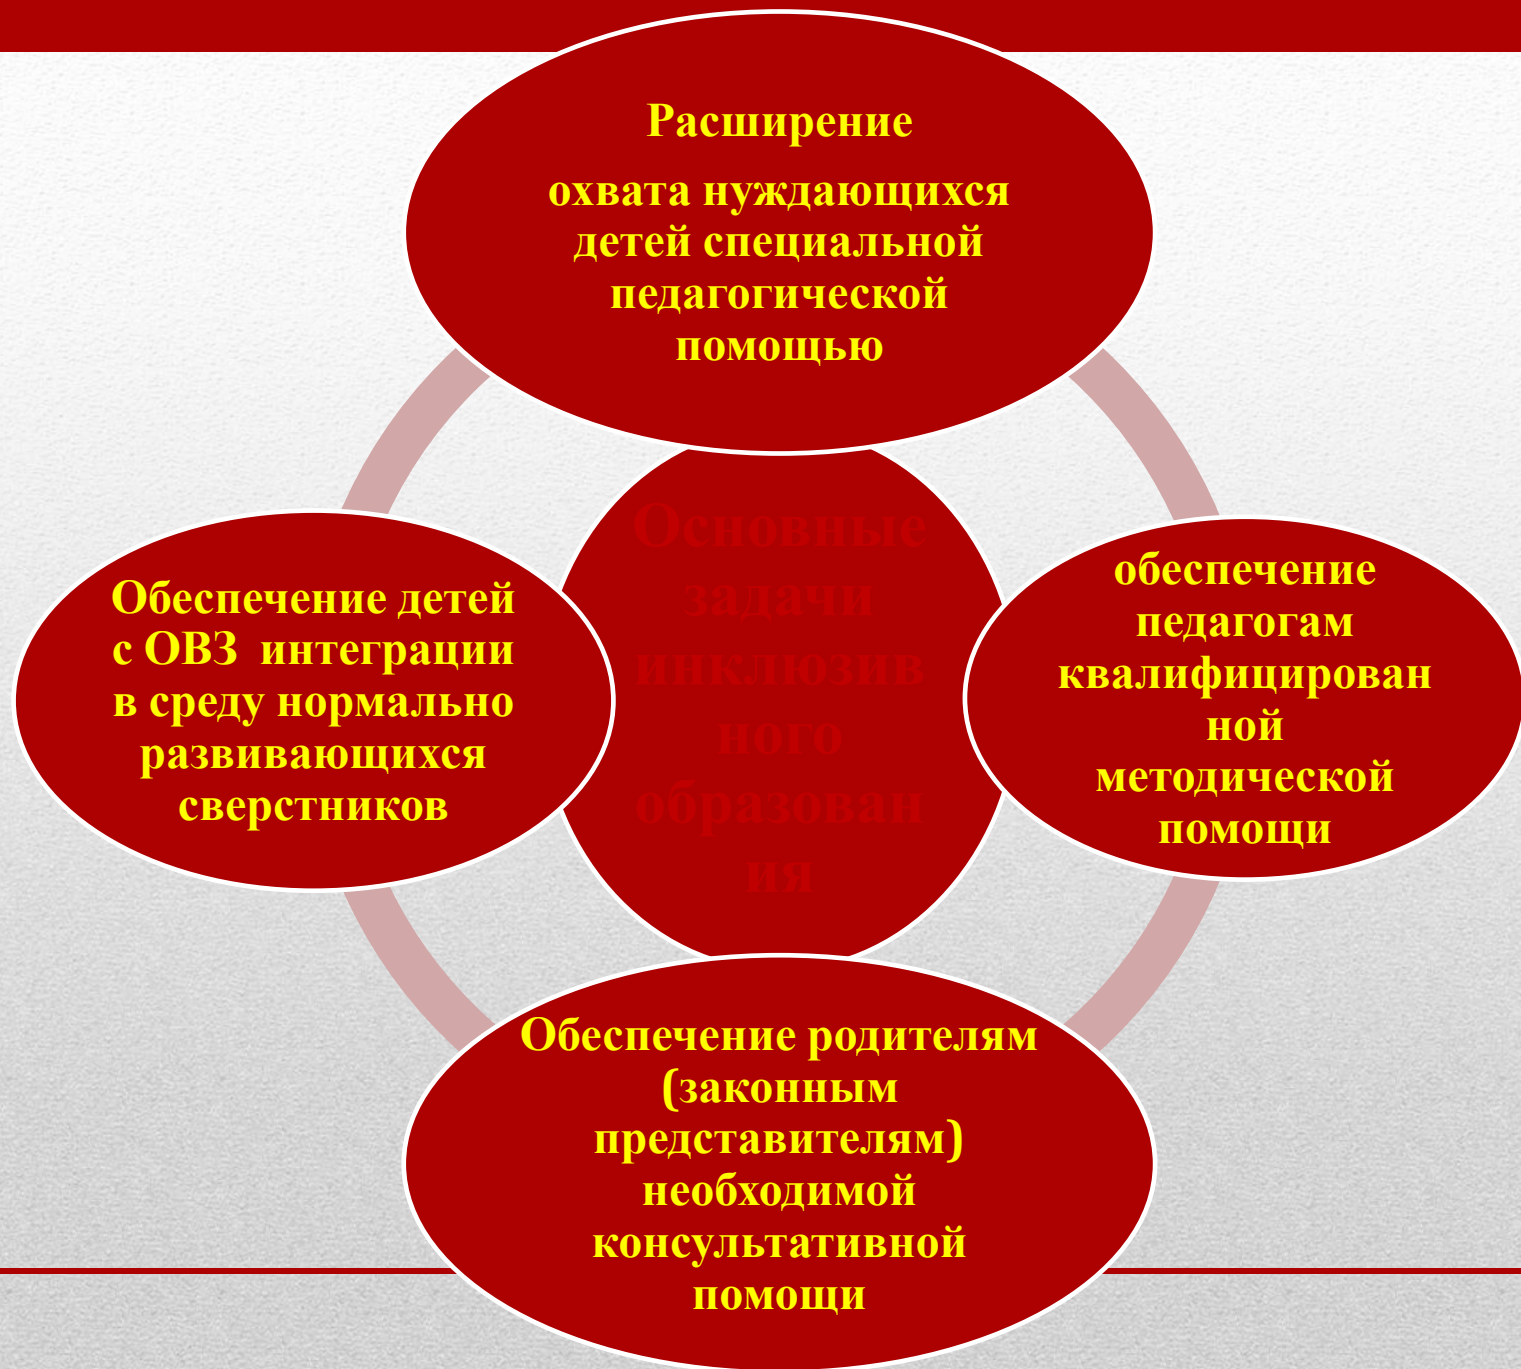 Расширение
охвата нуждающихся
детей специальной
педагогической
помощью
Основные
задачи
инклюзив
ного
образован
ия
Обеспечение детей
с ОВЗ  интеграции
в среду нормально
развивающихся
сверстников
обеспечение
педагогам
квалифицирован
ной
методической
помощи
Обеспечение родителям
(законным
представителям)
необходимой
консультативной
помощи